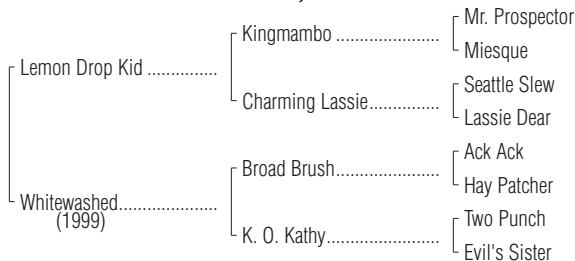 Mr. Prospector
Kingmambo ....................
Miesque
Lemon Drop Kid ..............
Seattle Slew
Charming Lassie..............
Lassie Dear
Ack Ack
Broad Brush....................
Hay Patcher
Whitewashed....................
(1999)
Two Punch
K. O. Kathy.....................
Evil's Sister